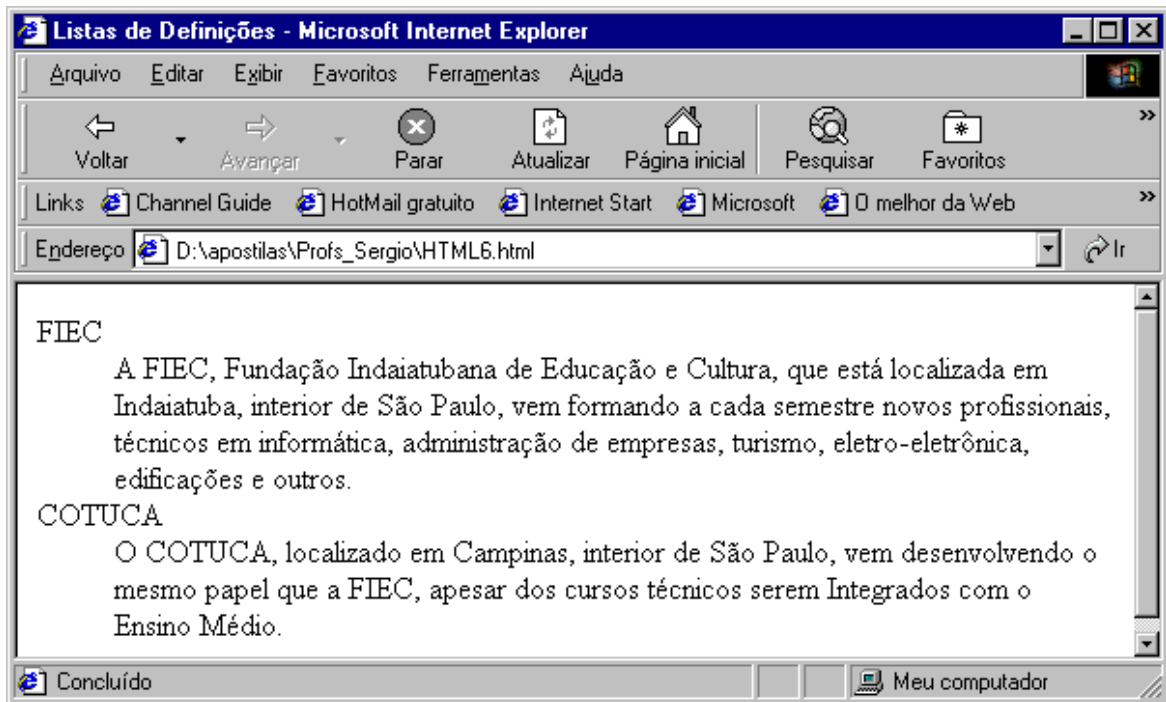 Listas de Definições - Microsoft Internet Explorer
Arquivo Editar Exibir Favoritos Ferramentas Ajuda
Voltar Avançar Parar Atualizar Página inicial Pesquisar Favoritos
Links Channel Guide HotMail gratuito Internet Start Microsoft O melhor da Web
Endereço D:\apostilas\Profs_Sergio\HTML6.html Ir
FIEC
A FIEC, Fundação Indaiatubana de Educação e Cultura, que está localizada em
Indaiatuba, interior de São Paulo, vem formando a cada semestre novos profissionais,
técnicos em informática, administração de empresas, turismo, eletro-eletrônica,
edificações e outros.
COTUCA
O COTUCA, localizado em Campinas, interior de São Paulo, vem desenvolvendo o
mesmo papel que a FIEC, apesar dos cursos técnicos serem Integrados com o
Ensino Médio.
Concluído Meu computador